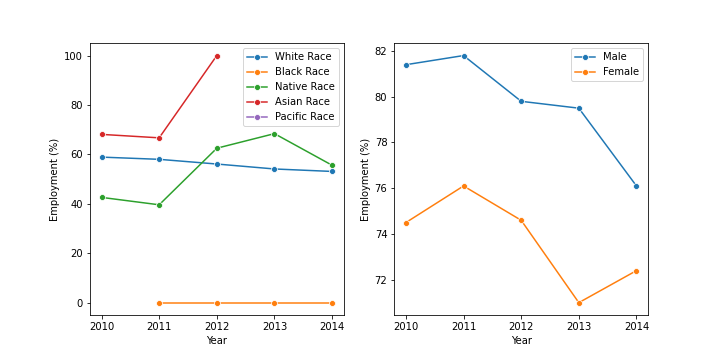 100
80
60
40
20
0
Employment (%)
2010 2011 2012 2013 2014
Year
White Race
Black Race
Native Race
Asian Race
Pacific Race
82
80
78
76
74
72
Employment (%)
2010 2011 2012 2013 2014
Year
Male
Female